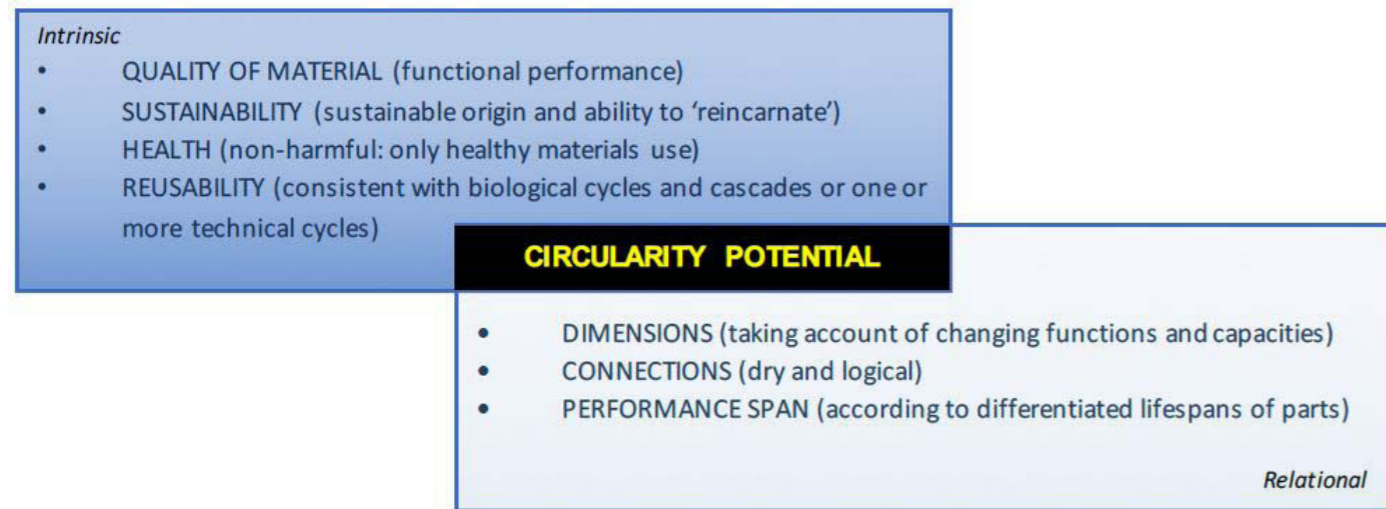 Intrinsic
• QUALITY OF MATERIAL (functional performance)
• SUSTAINABILITY (sustainable origin and ability to ‘reincarnate’)
• HEALTH (non-harmful: only healthy materials use)
• REUSABILITY (consistent with biological cycles and cascades or one or
more technical cycles)
CIRCULARITY POTENTIAL
• DIMENSIONS (taking account of changing functions and capacities)
• CONNECTIONS (dry and logical)
• PERFORMANCE SPAN (according to differentiated lifespans of parts)
Relational